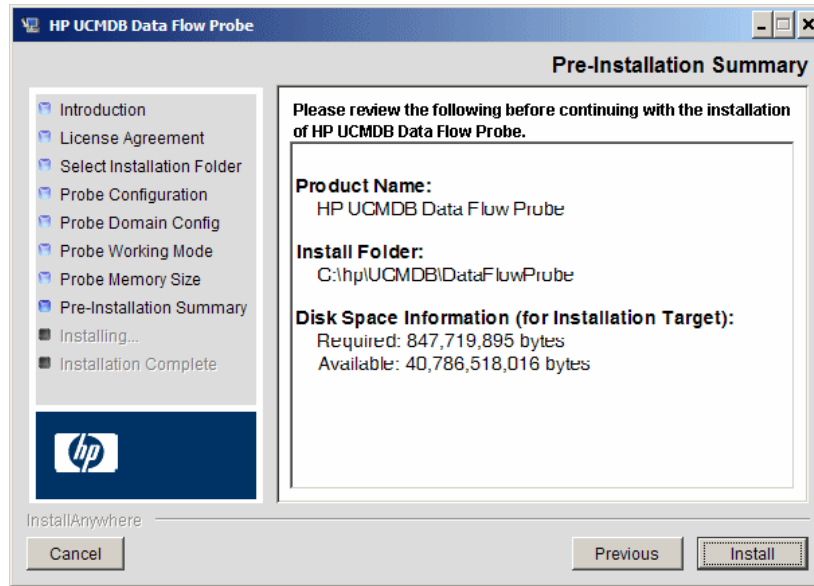 HP UCMDB Data Flow Probe
Pre-Installation Summary
Introduction
License Agreement
Select Installation Folder
Probe Configuration
Probe Domain Config
Probe Working Mode
Probe Memory Size
Pre-Installation Summary
Installing...
Installation Complete
hp
Please review the following before continuing with the installation
of HP UCMDB Data Flow Probe.
Product Name:
HP UCMDB Data Flow Probe
Install Folder:
C:\hp\UCMDB\DataFlowProbe
Disk Space Information (for Installation Target):
Required: 847,719,895 bytes
Available: 40,786,518,016 bytes
InstallAnywhere
Cancel
Previous
Install